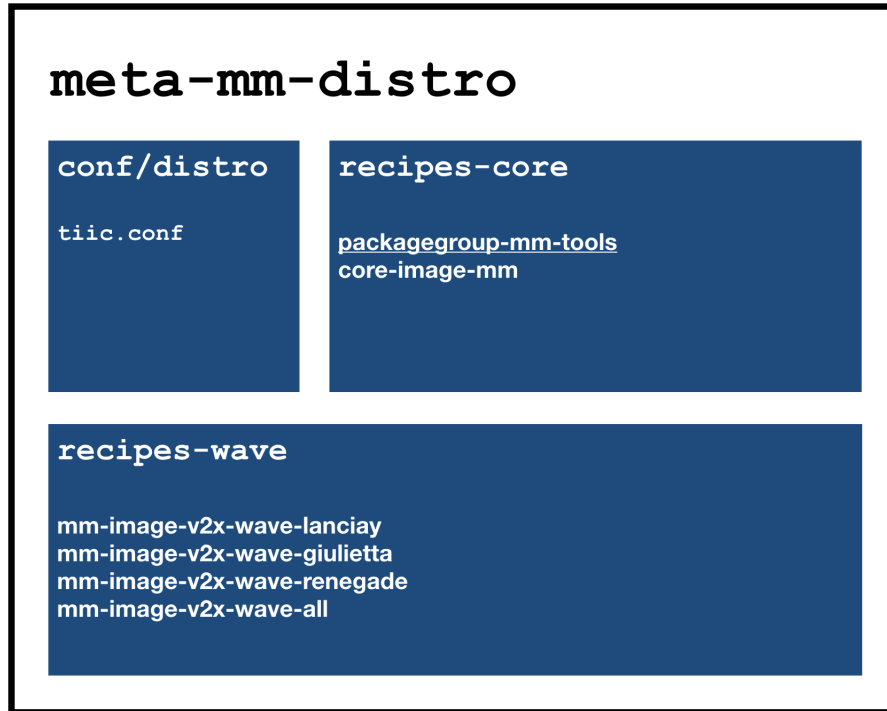 meta-mm-distro
conf/distro
tiic.conf
recipes-core
packagegroup-mm-tools
core-image-mm
recipes-wave
mm-image-v2x-wave-lanciay
mm-image-v2x-wave-giulietta
mm-image-v2x-wave-renegade
mm-image-v2x-wave-all